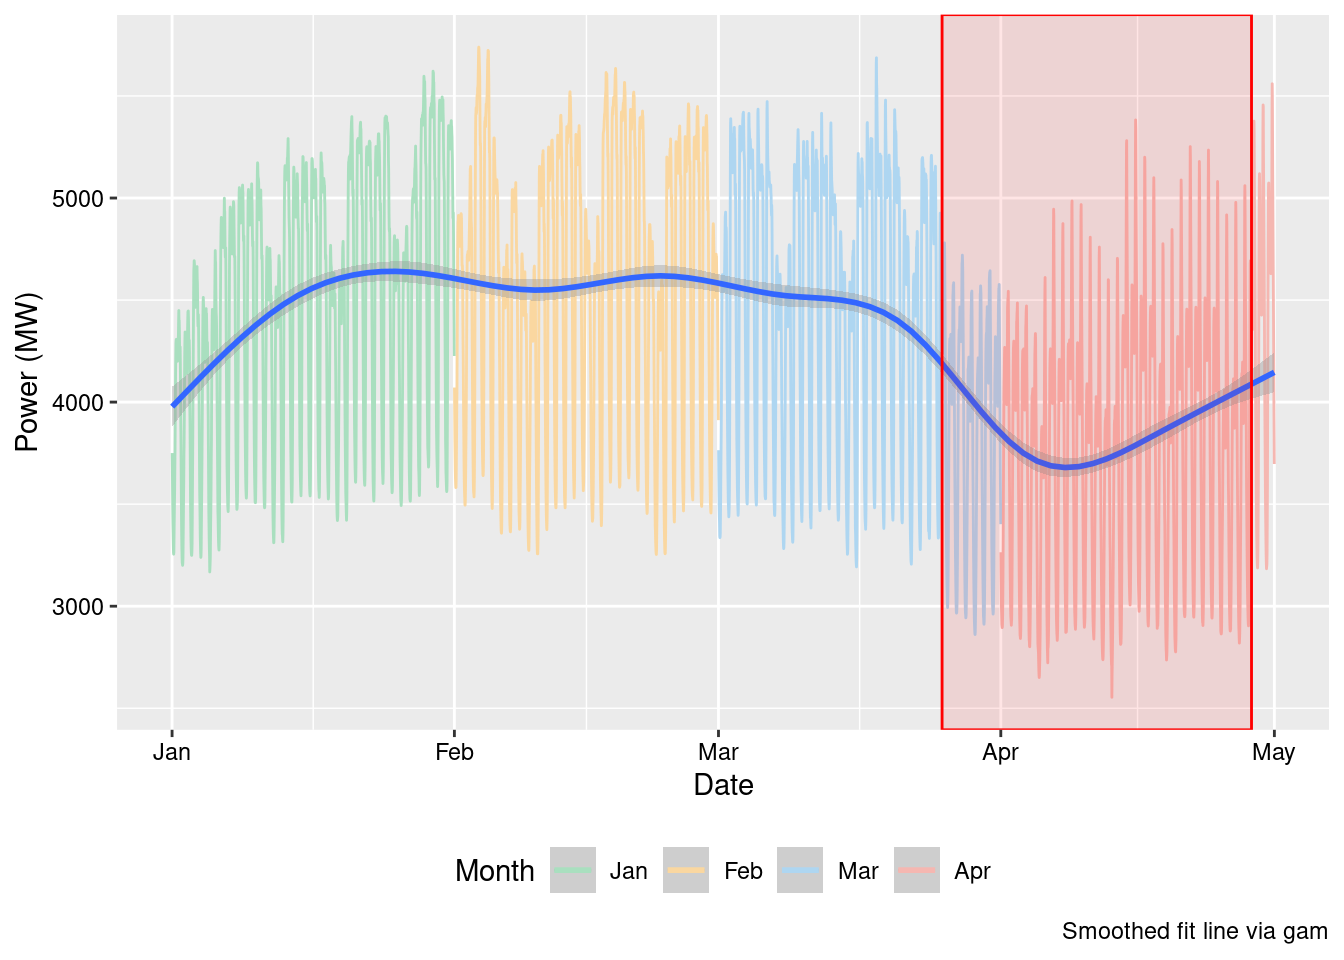 Power (MW)
5000
4000
3000
Jan Feb Mar Apr May
Date
Month Jan Feb Mar Apr
Smoothed fit line via gam